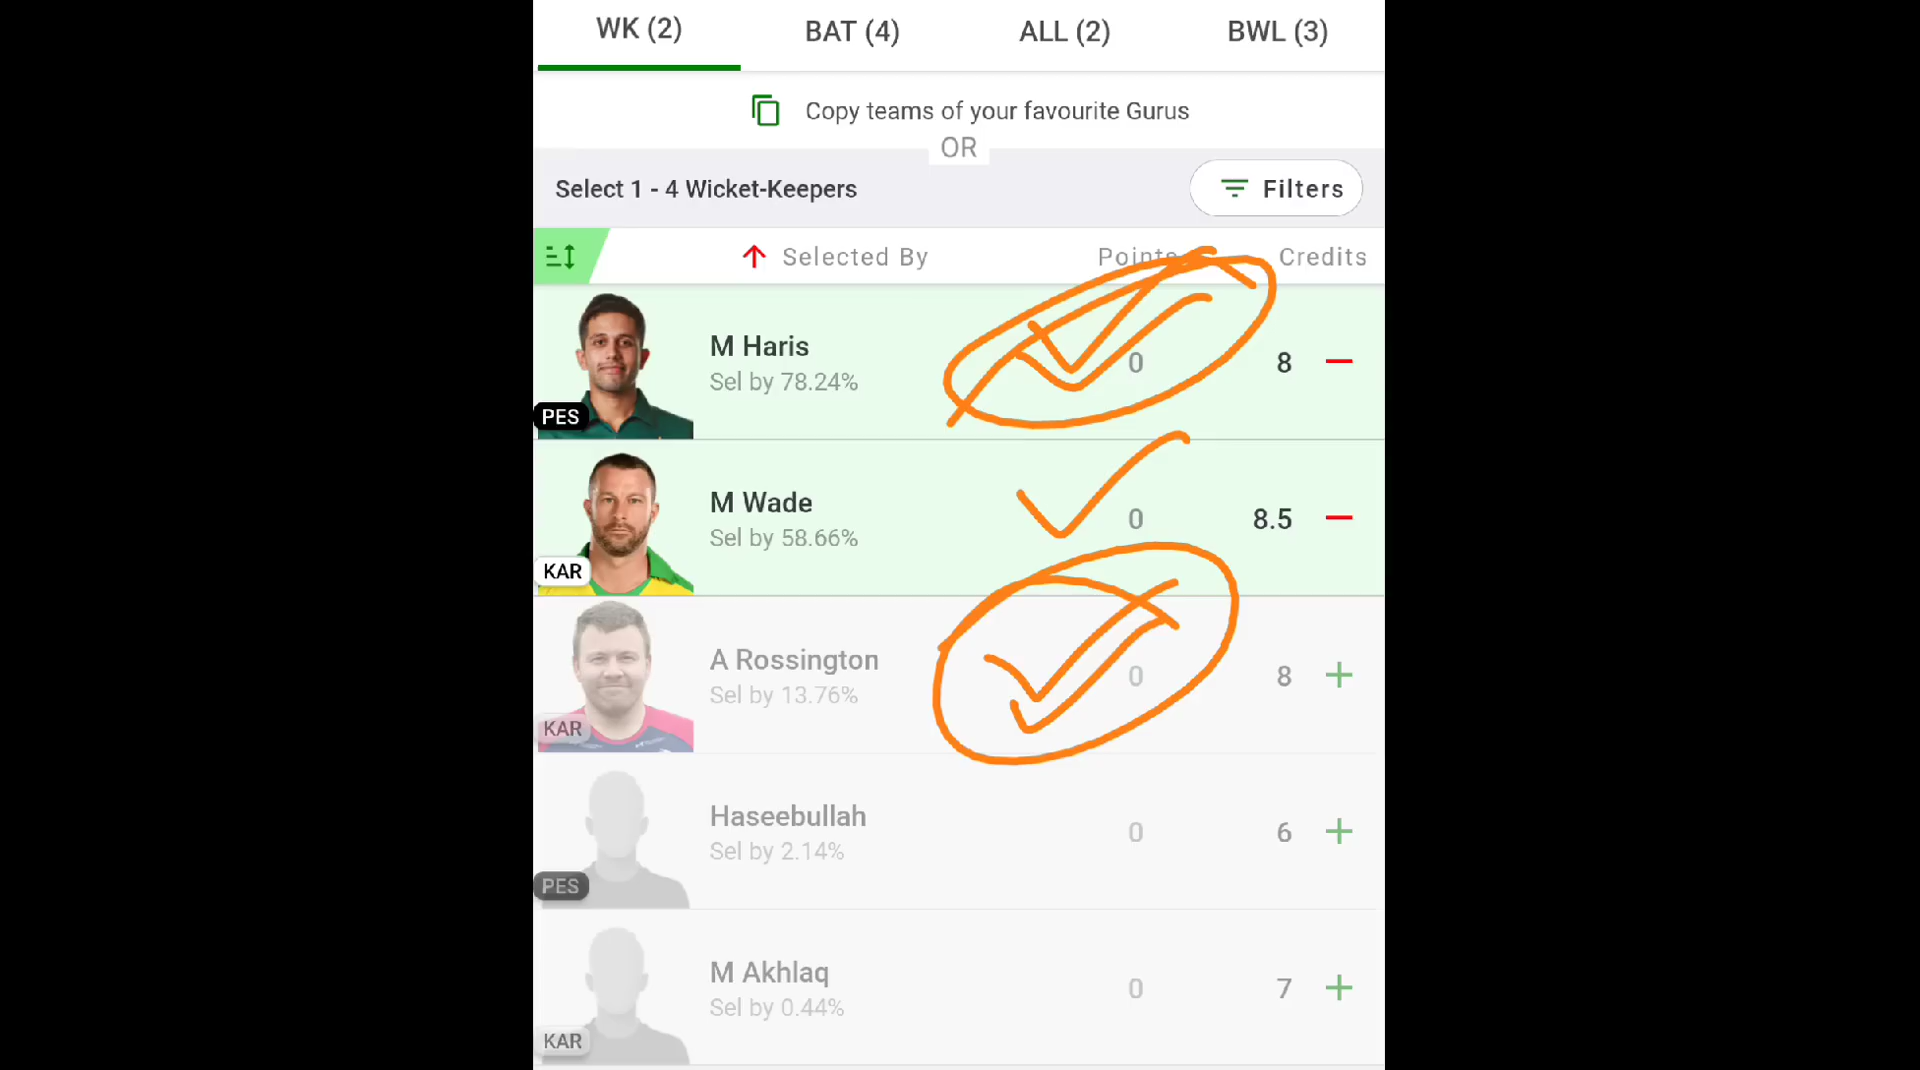 WK (2) BAT (4) ALL (2) BWL (3)
Copy teams of your favourite Gurus
OR
Select 1 - 4 Wicket-Keepers Filters
Selected By Points Credits
M Haris
Sel by 78.24%
0 8
PES
M Wade
Sel by 58.66%
0 8.5
KAR
A Rossington
Sel by 13.76%
0 8
KAR
Haseebullah
Sel by 2.14%
0 6
PES
M Akhlaq
Sel by 0.44%
0 7
KAR